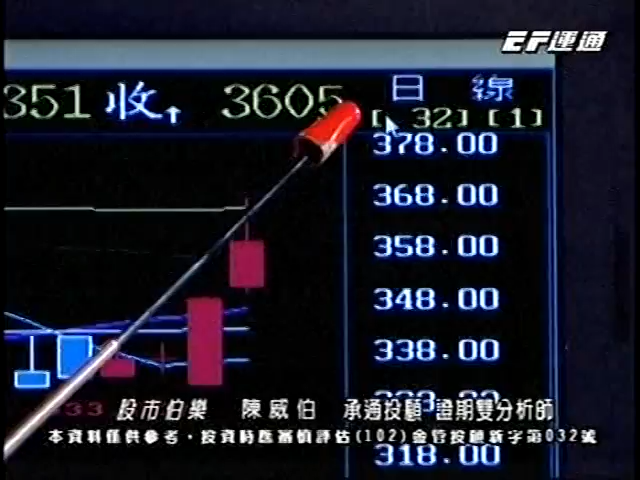 EF運通
351 收↑ 3605 日 線
[ 32] [1]
378.00
368.00
358.00
348.00
338.00
股市伯樂 陳威伯 承通投顧 證期雙分析師
本資料僅供參考，投資時應審慎評估(102)金管投顧新字第032號
318.00